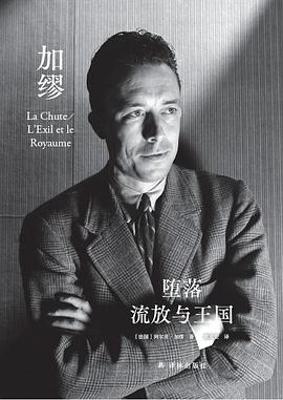 加缪
La Chute/
L'Exil et le
Royaume
堕落
流放与王国
［法国］阿尔贝·加缪 著 译
译林出版社